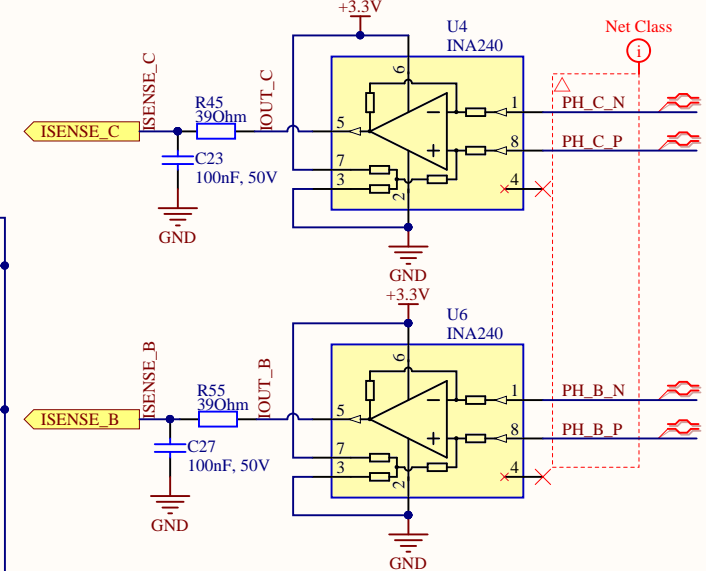 +3.3V
U4
INA240
Net Class
i
ISENSE_C
IOUT_C
6
R45
39Ohm
1
PH_C_N
ISENSE_C
5
8
PH_C_P
C23
100nF, 50V
7
3
4
2
GND
GND
+3.3V
U6
INA240
ISENSE_B
IOUT_B
6
R55
39Ohm
1
PH_B_N
ISENSE_B
5
8
PH_B_P
C27
100nF, 50V
7
3
4
2
GND
GND